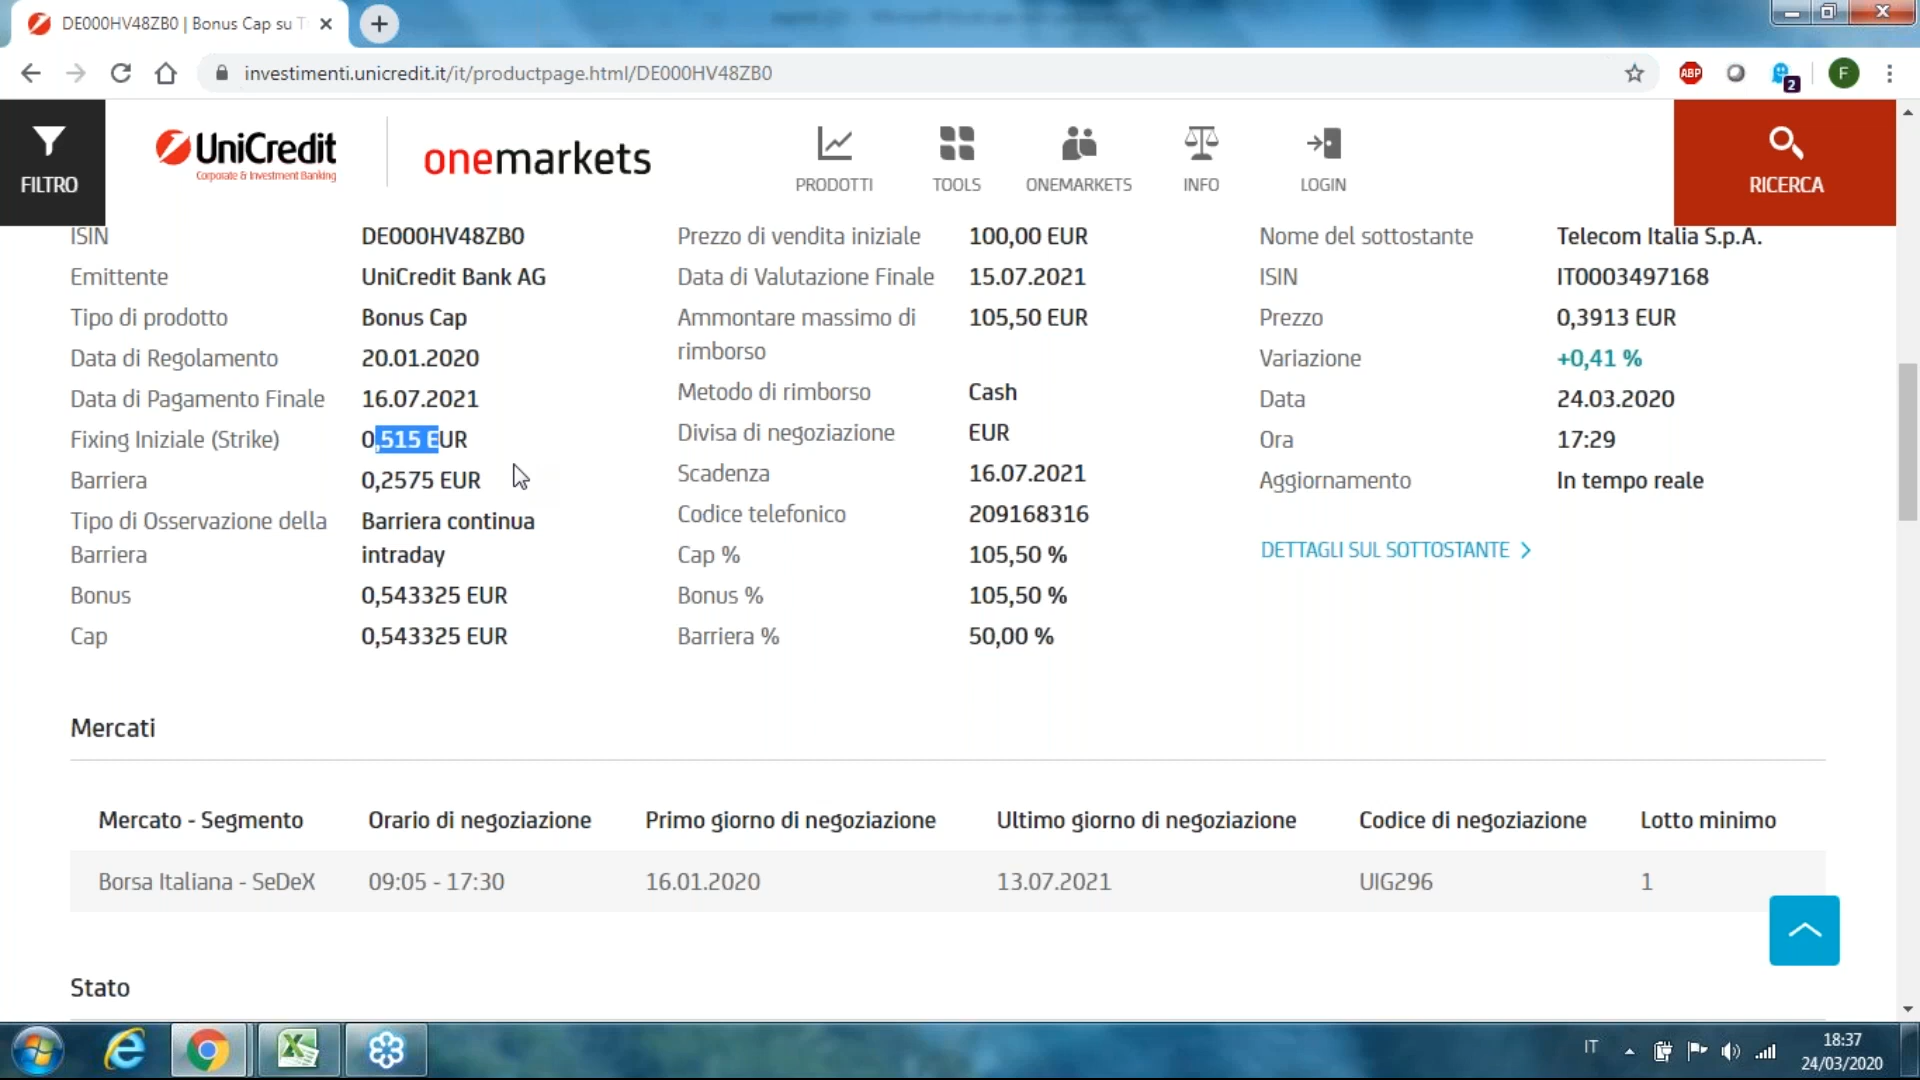 DE000HV48ZB0 | Bonus Cap su T
investimenti.unicredit.it/it/productpage.html/DE000HV48ZB0
ABP
2
F
FILTRO
UniCredit
Corporate & Investment Banking
onemarkets
PRODOTTI
TOOLS
ONEMARKETS
INFO
LOGIN
RICERCA
ISIN DE000HV48ZB0
Emittente UniCredit Bank AG
Tipo di prodotto Bonus Cap
Data di Regolamento 20.01.2020
Data di Pagamento Finale 16.07.2021
Fixing Iniziale (Strike) 0,515 EUR
Barriera 0,2575 EUR
Tipo di Osservazione della Barriera continua
Barriera intraday
Bonus 0,543325 EUR
Cap 0,543325 EUR
Prezzo di vendita iniziale 100,00 EUR
Data di Valutazione Finale 15.07.2021
Ammontare massimo di 105,50 EUR
rimborso
Metodo di rimborso Cash
Divisa di negoziazione EUR
Scadenza 16.07.2021
Codice telefonico 209168316
Cap % 105,50 %
Bonus % 105,50 %
Barriera % 50,00 %
Nome del sottostante Telecom Italia S.p.A.
ISIN IT0003497168
Prezzo 0,3913 EUR
Variazione +0,41 %
Data 24.03.2020
Ora 17:29
Aggiornamento In tempo reale
DETTAGLI SUL SOTTOSTANTE
Mercati
Mercato - Segmento Orario di negoziazione Primo giorno di negoziazione Ultimo giorno di negoziazione Codice di negoziazione Lotto minimo
Borsa Italiana - SeDeX 09:05 - 17:30 16.01.2020 13.07.2021 UIG296 1
Stato
IT
18:37
24/03/2020